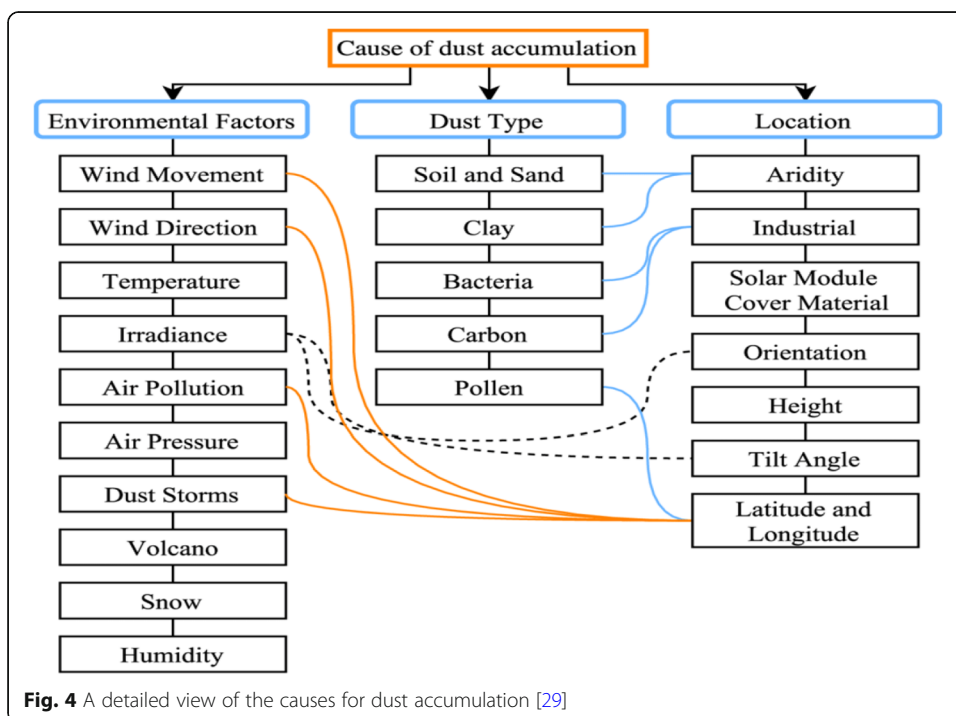 Cause of dust accumulation
Environmental Factors
Wind Movement
Wind Direction
Temperature
Irradiance
Air Pollution
Air Pressure
Dust Storms
Volcano
Snow
Humidity
Dust Type
Soil and Sand
Clay
Bacteria
Carbon
Pollen
Location
Aridity
Industrial
Solar Module
Cover Material
Orientation
Height
Tilt Angle
Latitude and
Longitude
Fig. 4 A detailed view of the causes for dust accumulation [29]